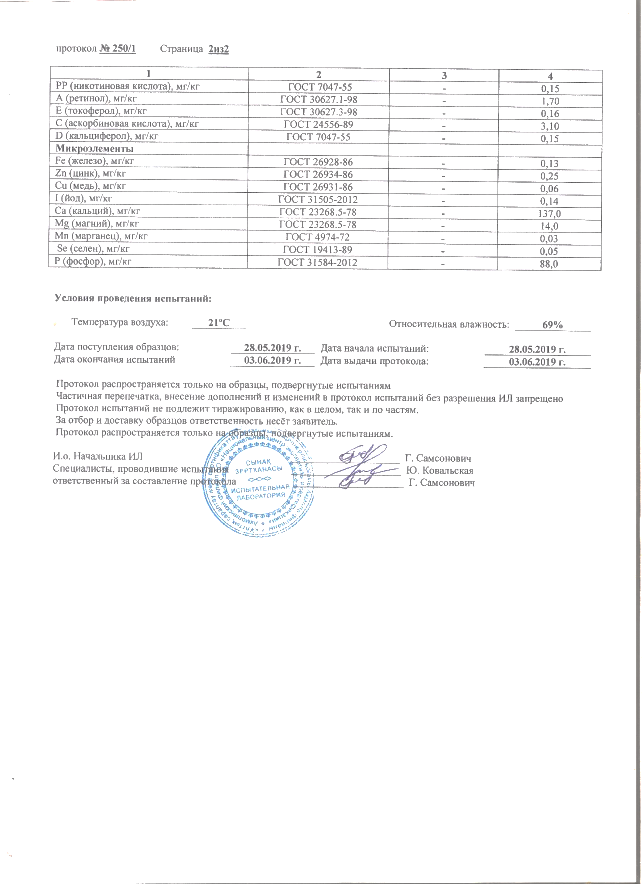 протокол № 250/1 Страница 2из2
1 2 3 4
PP (никотиновая кислота), мг/кг ГОСТ 7047-55 - 0,15
А (ретинол), мг/кг ГОСТ 30627.1-98 - 1,70
Е (токоферол), мг/кг ГОСТ 30627.3-98 - 0,16
С (аскорбиновая кислота), мг/кг ГОСТ 24556-89 - 3,10
D (кальциферол), мг/кг ГОСТ 7047-55 - 0,15
Микроэлементы
Fe (железо), мг/кг ГОСТ 26928-86 - 0,13
Zn (цинк), мг/кг ГОСТ 26934-86 - 0,25
Cu (медь), мг/кг ГОСТ 26931-86 - 0,06
I (йод), мг/кг ГОСТ 31505-2012 - 0,14
Са (кальций), мг/кг ГОСТ 23268.5-78 - 137,0
Mg (магний), мг/кг ГОСТ 23268.5-78 - 14,0
Mn (марганец), мг/кг ГОСТ 4974-72 - 0,03
Se (селен), мг/кг ГОСТ 19413-89 - 0,05
P (фосфор), мг/кг ГОСТ 31584-2012 - 88,0
Условия проведения испытаний:
Температура воздуха: 21°С Относительная влажность: 69%
Дата поступления образцов: 28.05.2019 г. Дата начала испытаний: 28.05.2019 г.
Дата окончания испытаний 03.06.2019 г. Дата выдачи протокола: 03.06.2019 г.
Протокол распространяется только на образцы, подвергнутые испытаниям
Частичная перепечатка, внесение дополнений и изменений в протокол испытаний без разрешения ИЛ запрещено
Протокол испытаний не подлежит тиражированию, как в целом, так и по частям.
За отбор и доставку образцов ответственность несёт заявитель.
Протокол распространяется только на образцы, подвергнутые испытаниям.
И.о. Начальника ИЛ Г. Самсонович
Специалисты, проводившие испытания Ю. Ковальская
ответственный за составление протокола Г. Самсонович
СЫНАК
ЗЕРТХАНАСЫ
ИСПЫТАТЕЛЬНАЯ
ЛАБОРАТОРИЯ